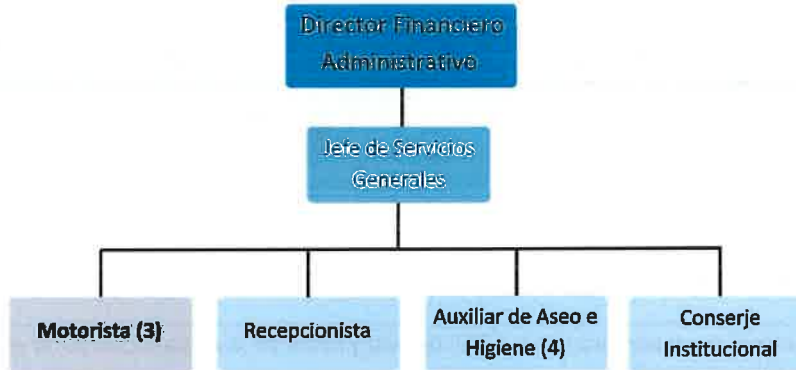 Director Financiero
Administrativo
Jefe de Servicios
Generales
Motorista (3)
Recepcionista
Auxiliar de Aseo e
Higiene (4)
Conserje
Institucional